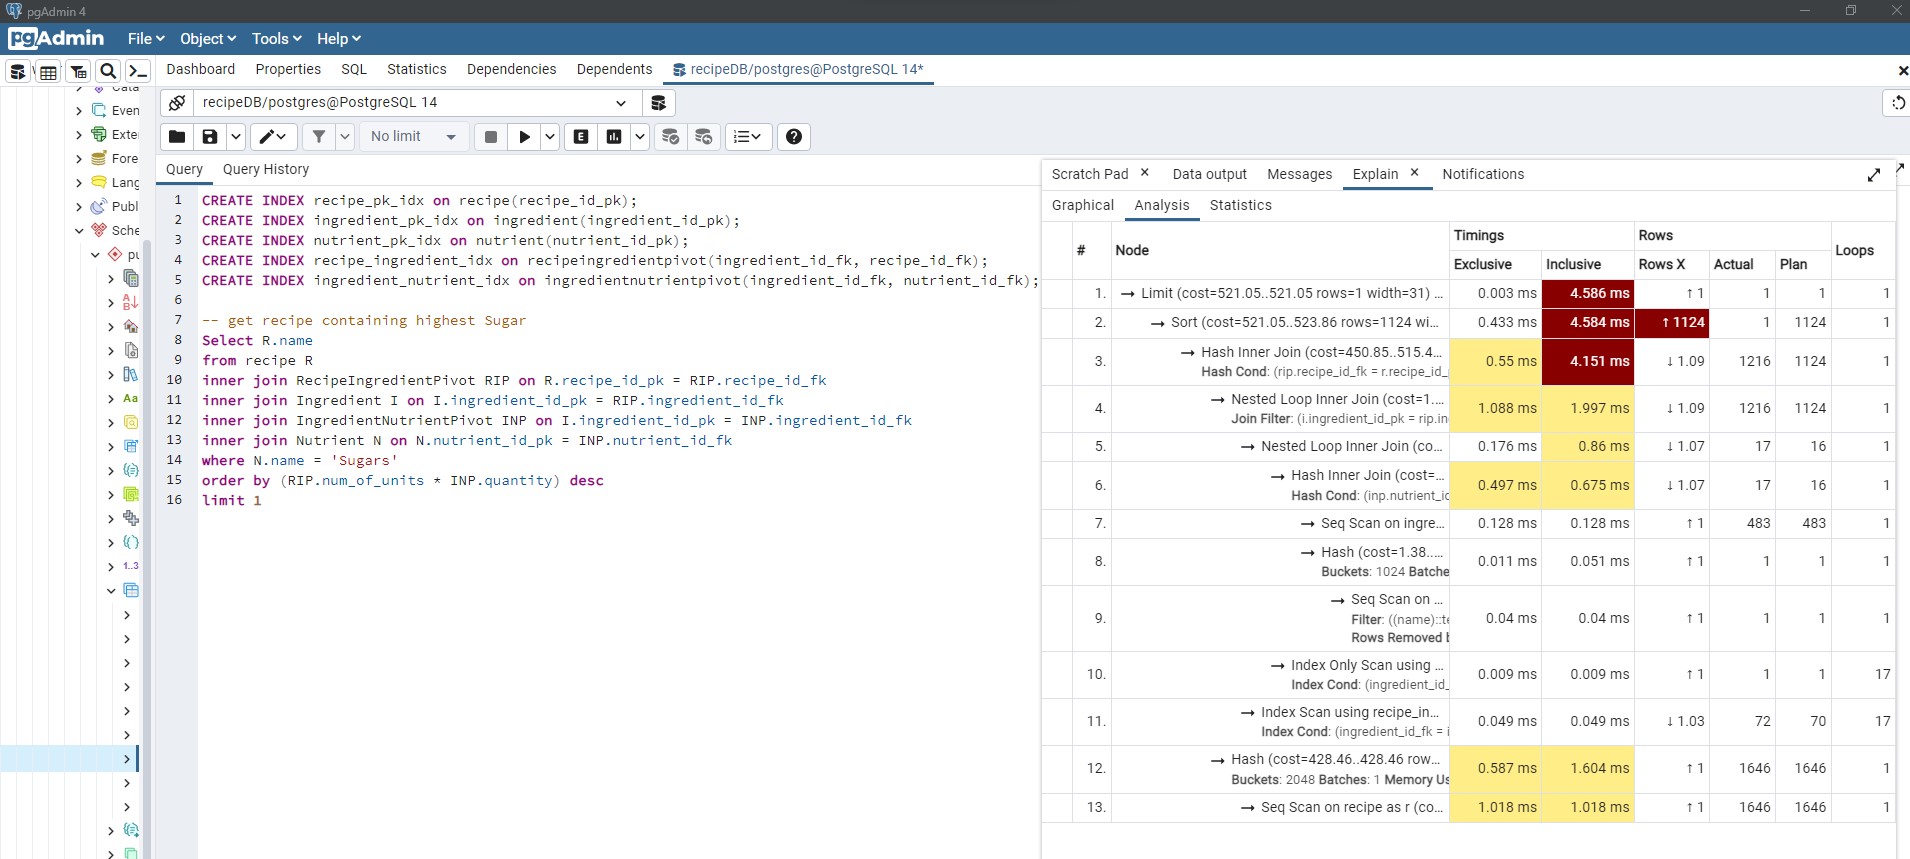 pgAdmin 4
pgAdmin File Object Tools Help
Dashboard Properties SQL Statistics Dependencies Dependents recipeDB/postgres@PostgreSQL 14*
recipeDB/postgres@PostgreSQL 14
No limit
Even
Exte
Fore
Lang
Publ
Sche
pu
Aa
1..3
Query Query History
1 CREATE INDEX recipe_pk_idx on recipe(recipe_id_pk);
2 CREATE INDEX ingredient_pk_idx on ingredient(ingredient_id_pk);
3 CREATE INDEX nutrient_pk_idx on nutrient(nutrient_id_pk);
4 CREATE INDEX recipe_ingredient_idx on recipeingredientpivot(ingredient_id_fk, recipe_id_fk);
5 CREATE INDEX ingredient_nutrient_idx on ingredientnutrientpivot(ingredient_id_fk, nutrient_id_fk);
6
7 -- get recipe containing highest Sugar
8 Select R.name
9 from recipe R
10 inner join RecipeIngredientPivot RIP on R.recipe_id_pk = RIP.recipe_id_fk
11 inner join Ingredient I on I.ingredient_id_pk = RIP.ingredient_id_fk
12 inner join IngredientNutrientPivot INP on I.ingredient_id_pk = INP.ingredient_id_fk
13 inner join Nutrient N on N.nutrient_id_pk = INP.nutrient_id_fk
14 where N.name = 'Sugars'
15 order by (RIP.num_of_units * INP.quantity) desc
16 limit 1
Scratch Pad Data output Messages Explain Notifications
Graphical Analysis Statistics
# Node Timings Rows Loops
Exclusive Inclusive Rows X Actual Plan
1. → Limit (cost=521.05..521.05 rows=1 width=31) ... 0.003 ms 4.586 ms ↑ 1 1 1 1
2. → Sort (cost=521.05..523.86 rows=1124 wi... 0.433 ms 4.584 ms ↑ 1124 1 1124 1
3. → Hash Inner Join (cost=450.85..515.4... 0.55 ms 4.151 ms ↓ 1.09 1216 1124 1
Hash Cond: (rip.recipe_id_fk = r.recipe_id_
4. → Nested Loop Inner Join (cost=1.... 1.088 ms 1.997 ms ↓ 1.09 1216 1124 1
Join Filter: (i.ingredient_id_pk = rip.in
5. → Nested Loop Inner Join (co... 0.176 ms 0.86 ms ↓ 1.07 17 16 1
6. → Hash Inner Join (cost=... 0.497 ms 0.675 ms ↓ 1.07 17 16 1
Hash Cond: (inp.nutrient_id
7. → Seq Scan on ingre... 0.128 ms 0.128 ms ↑ 1 483 483 1
8. → Hash (cost=1.38..... 0.011 ms 0.051 ms ↑ 1 1 1 1
Buckets: 1024 Batche
9. → Seq Scan on ... 0.04 ms 0.04 ms ↑ 1 1 1 1
Filter: ((name)::te
Rows Removed b
10. → Index Only Scan using ... 0.009 ms 0.009 ms ↑ 1 1 1 17
Index Cond: (ingredient_id_
11. → Index Scan using recipe_in... 0.049 ms 0.049 ms ↓ 1.03 72 70 17
Index Cond: (ingredient_id_fk = i
12. → Hash (cost=428.46..428.46 row... 0.587 ms 1.604 ms ↑ 1 1646 1646 1
Buckets: 2048 Batches: 1 Memory Us
13. → Seq Scan on recipe as r (co... 1.018 ms 1.018 ms ↑ 1 1646 1646 1